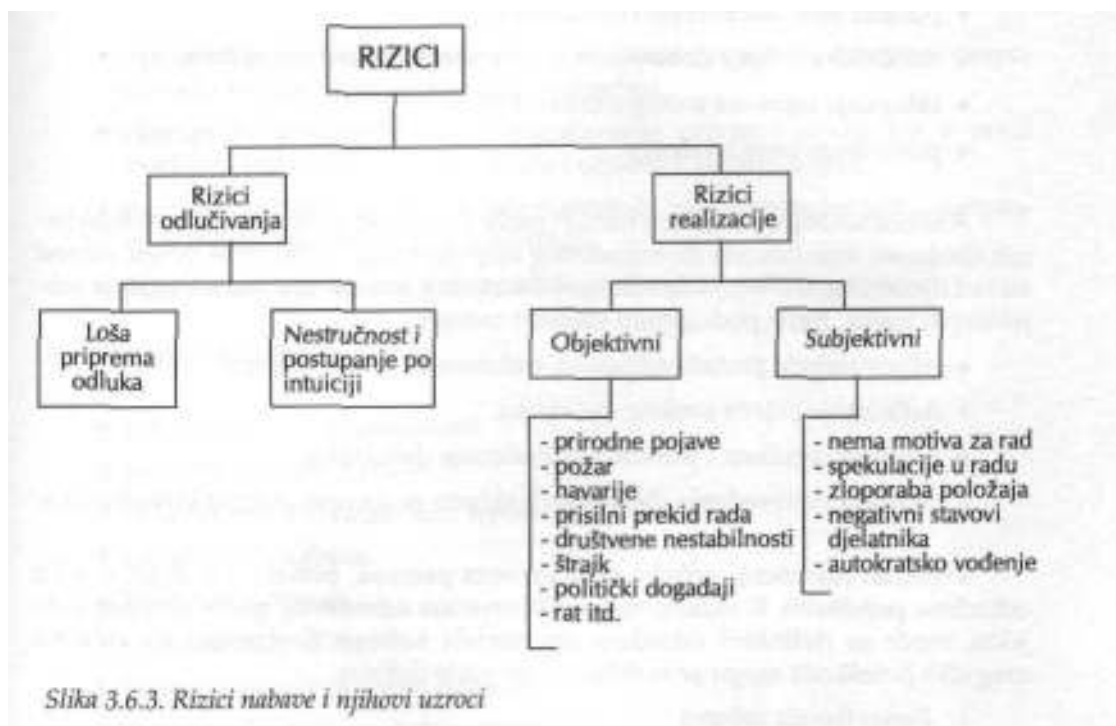 RIZICI
Rizici
odlučivanja
Rizici
realizacije
Loša
priprema
odluka
Nestručnost i
postupanje po
intuiciji
Objektivni
- prirodne pojave
- požar
- havarije
- prisilni prekid rada
- društvene nestabilnosti
- štrajk
- politički događaji
- rat itd.
Subjektivni
- nema motiva za rad
- spekulacije u radu
- zloporaba položaja
- negativni stavovi
djelatnika
- autokratsko vođenje
Slika 3.6.3. Rizici nabave i njihovi uzroci